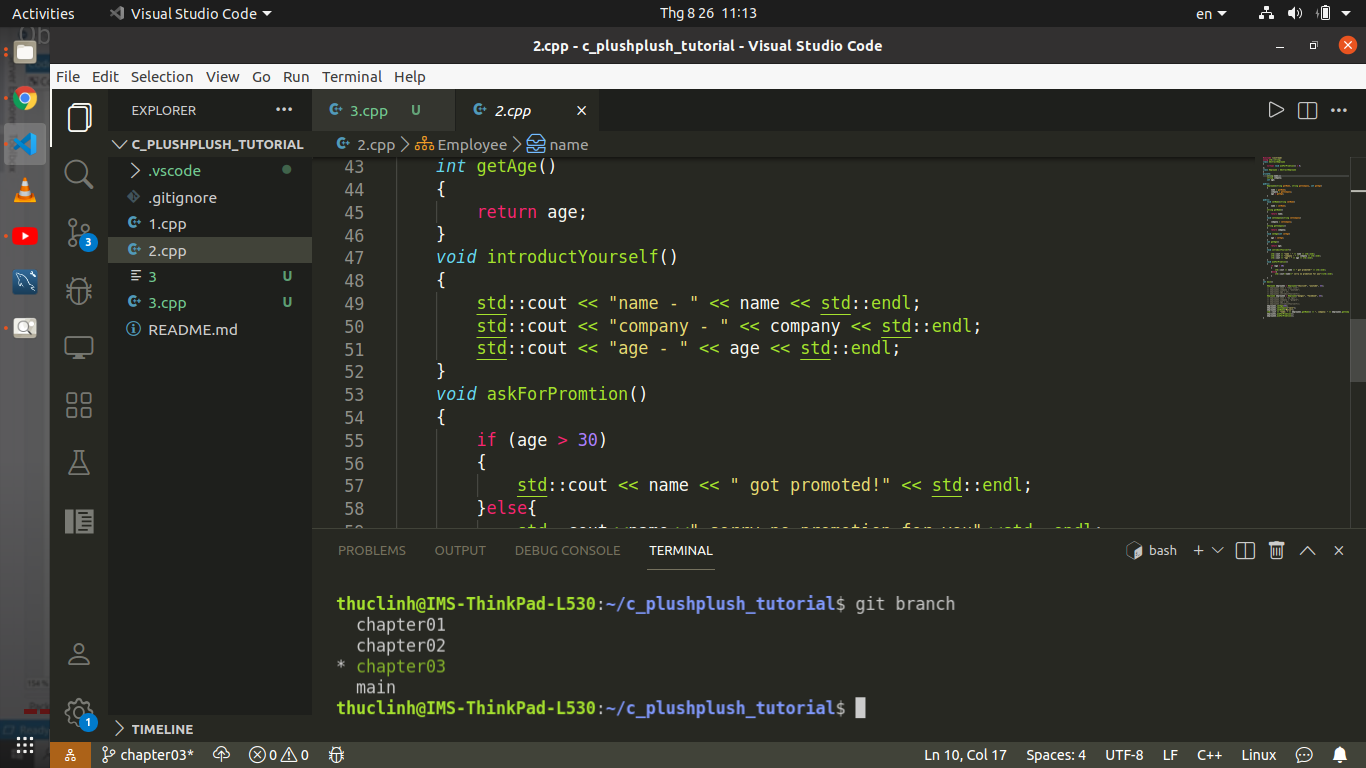 Activities
Visual Studio Code
Thg 8 26 11:13
en
2.cpp - c_plushplush_tutorial - Visual Studio Code
File Edit Selection View Go Run Terminal Help
EXPLORER
3.cpp U
2.cpp
C_PLUSHPLUSH_TUTORIAL
.vscode
.gitignore
1.cpp
2.cpp
3 U
3.cpp U
README.md
3
1
TIMELINE
2.cpp Employee name
43 int getAge()
44 {
45 return age;
46 }
47 void introductYourself()
48 {
49 std::cout << "name - " << name << std::endl;
50 std::cout << "company - " << company << std::endl;
51 std::cout << "age - " << age << std::endl;
52 }
53 void askForPromtion()
54 {
55 if (age > 30)
56 {
57 std::cout << name << " got promoted!" << std::endl;
58 }else{
PROBLEMS OUTPUT DEBUG CONSOLE TERMINAL
bash
thuclinh@IMS-ThinkPad-L530:~/c_plushplush_tutorial$ git branch
chapter01
chapter02
* chapter03
main
thuclinh@IMS-ThinkPad-L530:~/c_plushplush_tutorial$
chapter03* 0 0
Ln 10, Col 17 Spaces: 4 UTF-8 LF C++ Linux